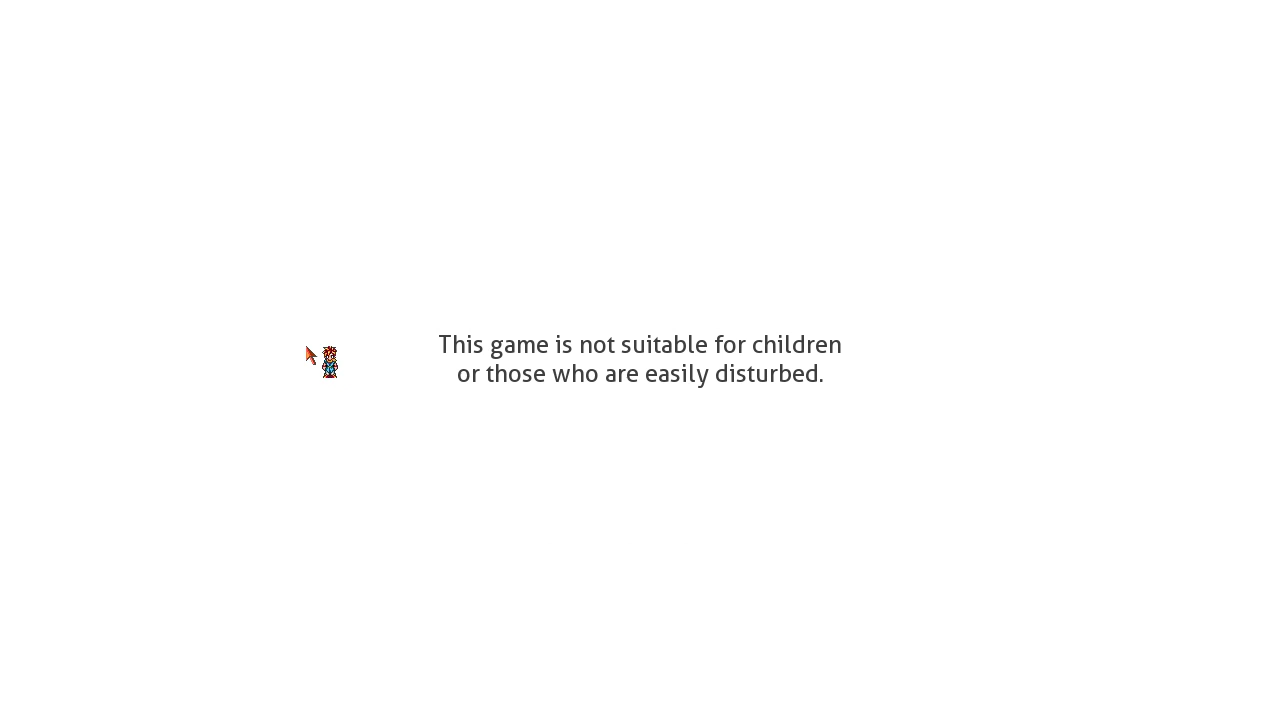 This game is not suitable for children
or those who are easily disturbed.